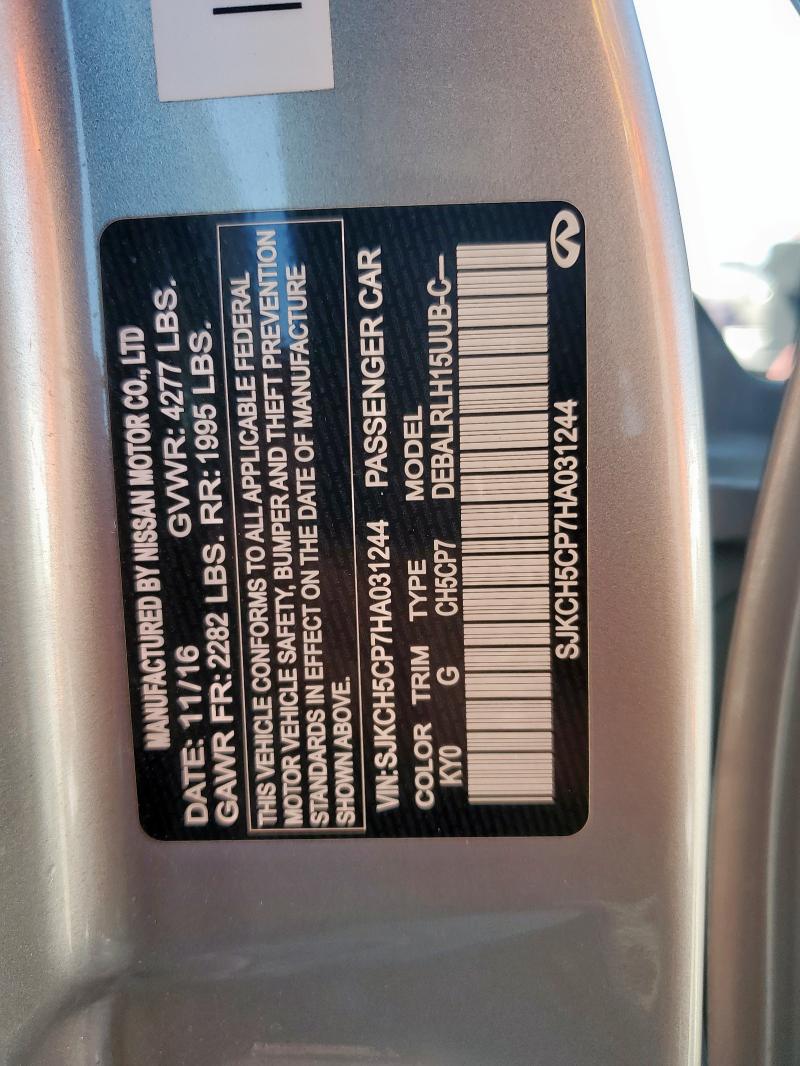 MANUFACTURED BY NISSAN MOTOR CO., LTD
DATE: 11/16 GVWR: 4277 LBS.
GAWR FR: 2282 LBS. RR: 1995 LBS.
THIS VEHICLE CONFORMS TO ALL APPLICABLE FEDERAL
MOTOR VEHICLE SAFETY, BUMPER AND THEFT PREVENTION
STANDARDS IN EFFECT ON THE DATE OF MANUFACTURE
SHOWN ABOVE.
VIN:SJKCH5CP7HA031244 PASSENGER CAR
COLOR TRIM TYPE MODEL
KY0 G CH5CP7 DEBALRLH15UUB-C—
SJKCH5CP7HA031244